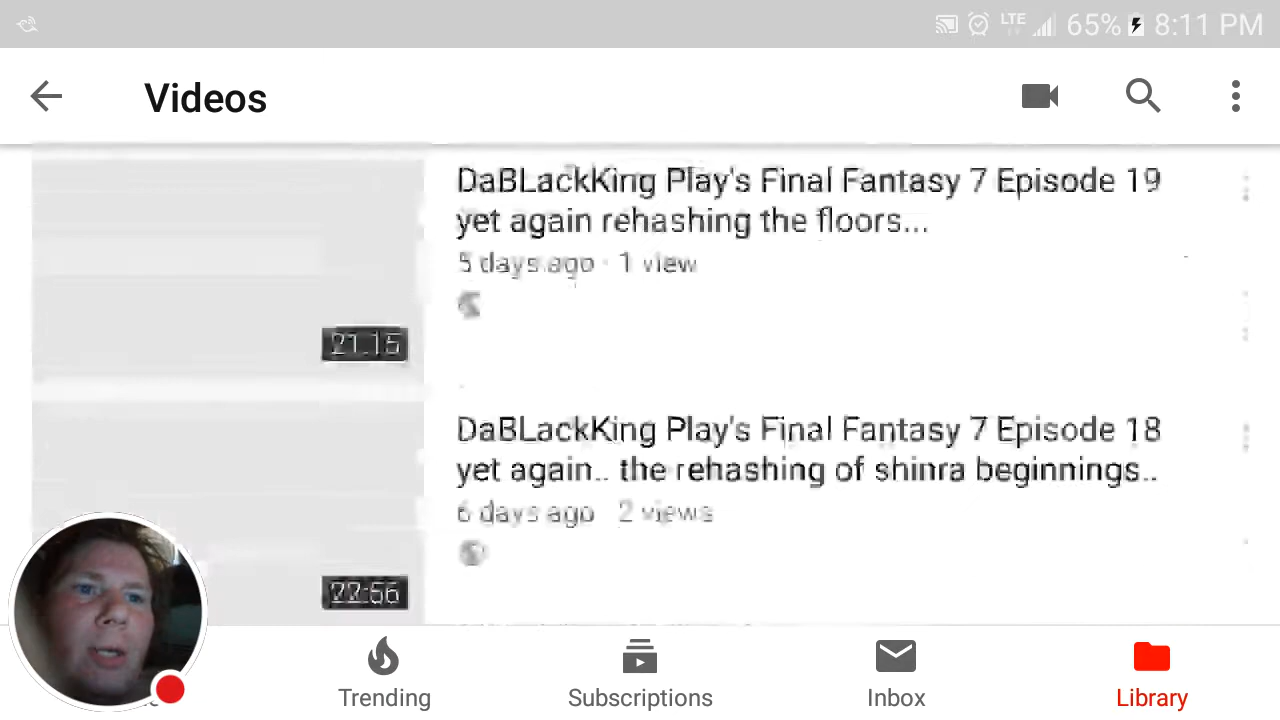 LTE 65% 8:11 PM
Videos
DaBLackKing Play's Final Fantasy 7 Episode 19
yet again rehashing the floors...
5 days ago · 1 view
21:15
DaBLackKing Play's Final Fantasy 7 Episode 18
yet again.. the rehashing of shinra beginnings..
6 days ago 2 views
22:56
Trending
Subscriptions
Inbox
Library